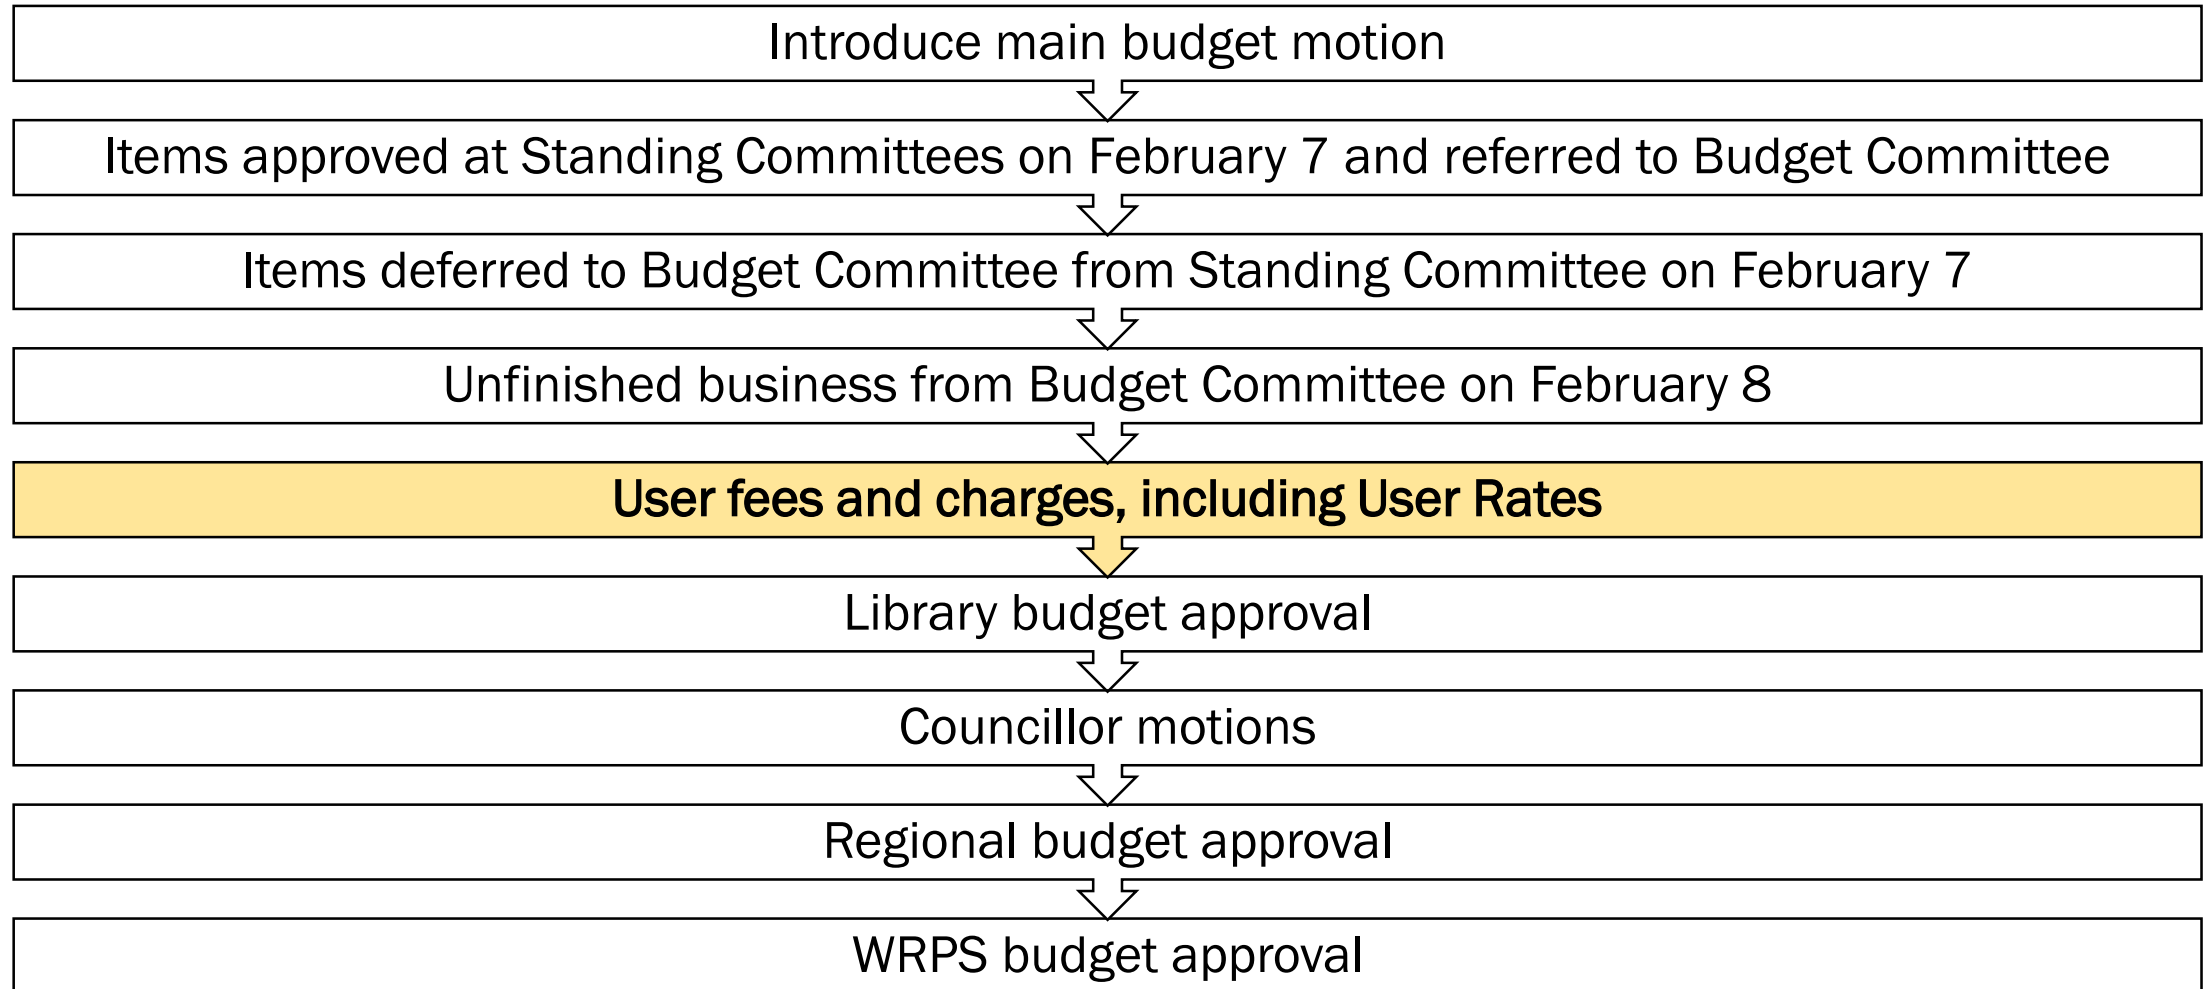 Introduce main budget motion
Items approved at Standing Committees on February 7 and referred to Budget Committee
Items deferred to Budget Committee from Standing Committee on February 7
Unfinished business from Budget Committee on February 8
User fees and charges, including User Rates
Library budget approval
Councillor motions
Regional budget approval
WRPS budget approval